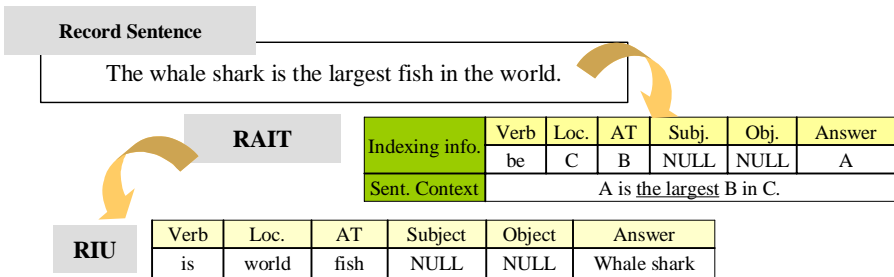 Record Sentence
The whale shark is the largest fish in the world.
RAIT
Indexing info. Verb Loc. AT Subj. Obj. Answer
be C B NULL NULL A
Sent. Context A is the largest B in C.
RIU
Verb Loc. AT Subject Object Answer
is world fish NULL NULL Whale shark